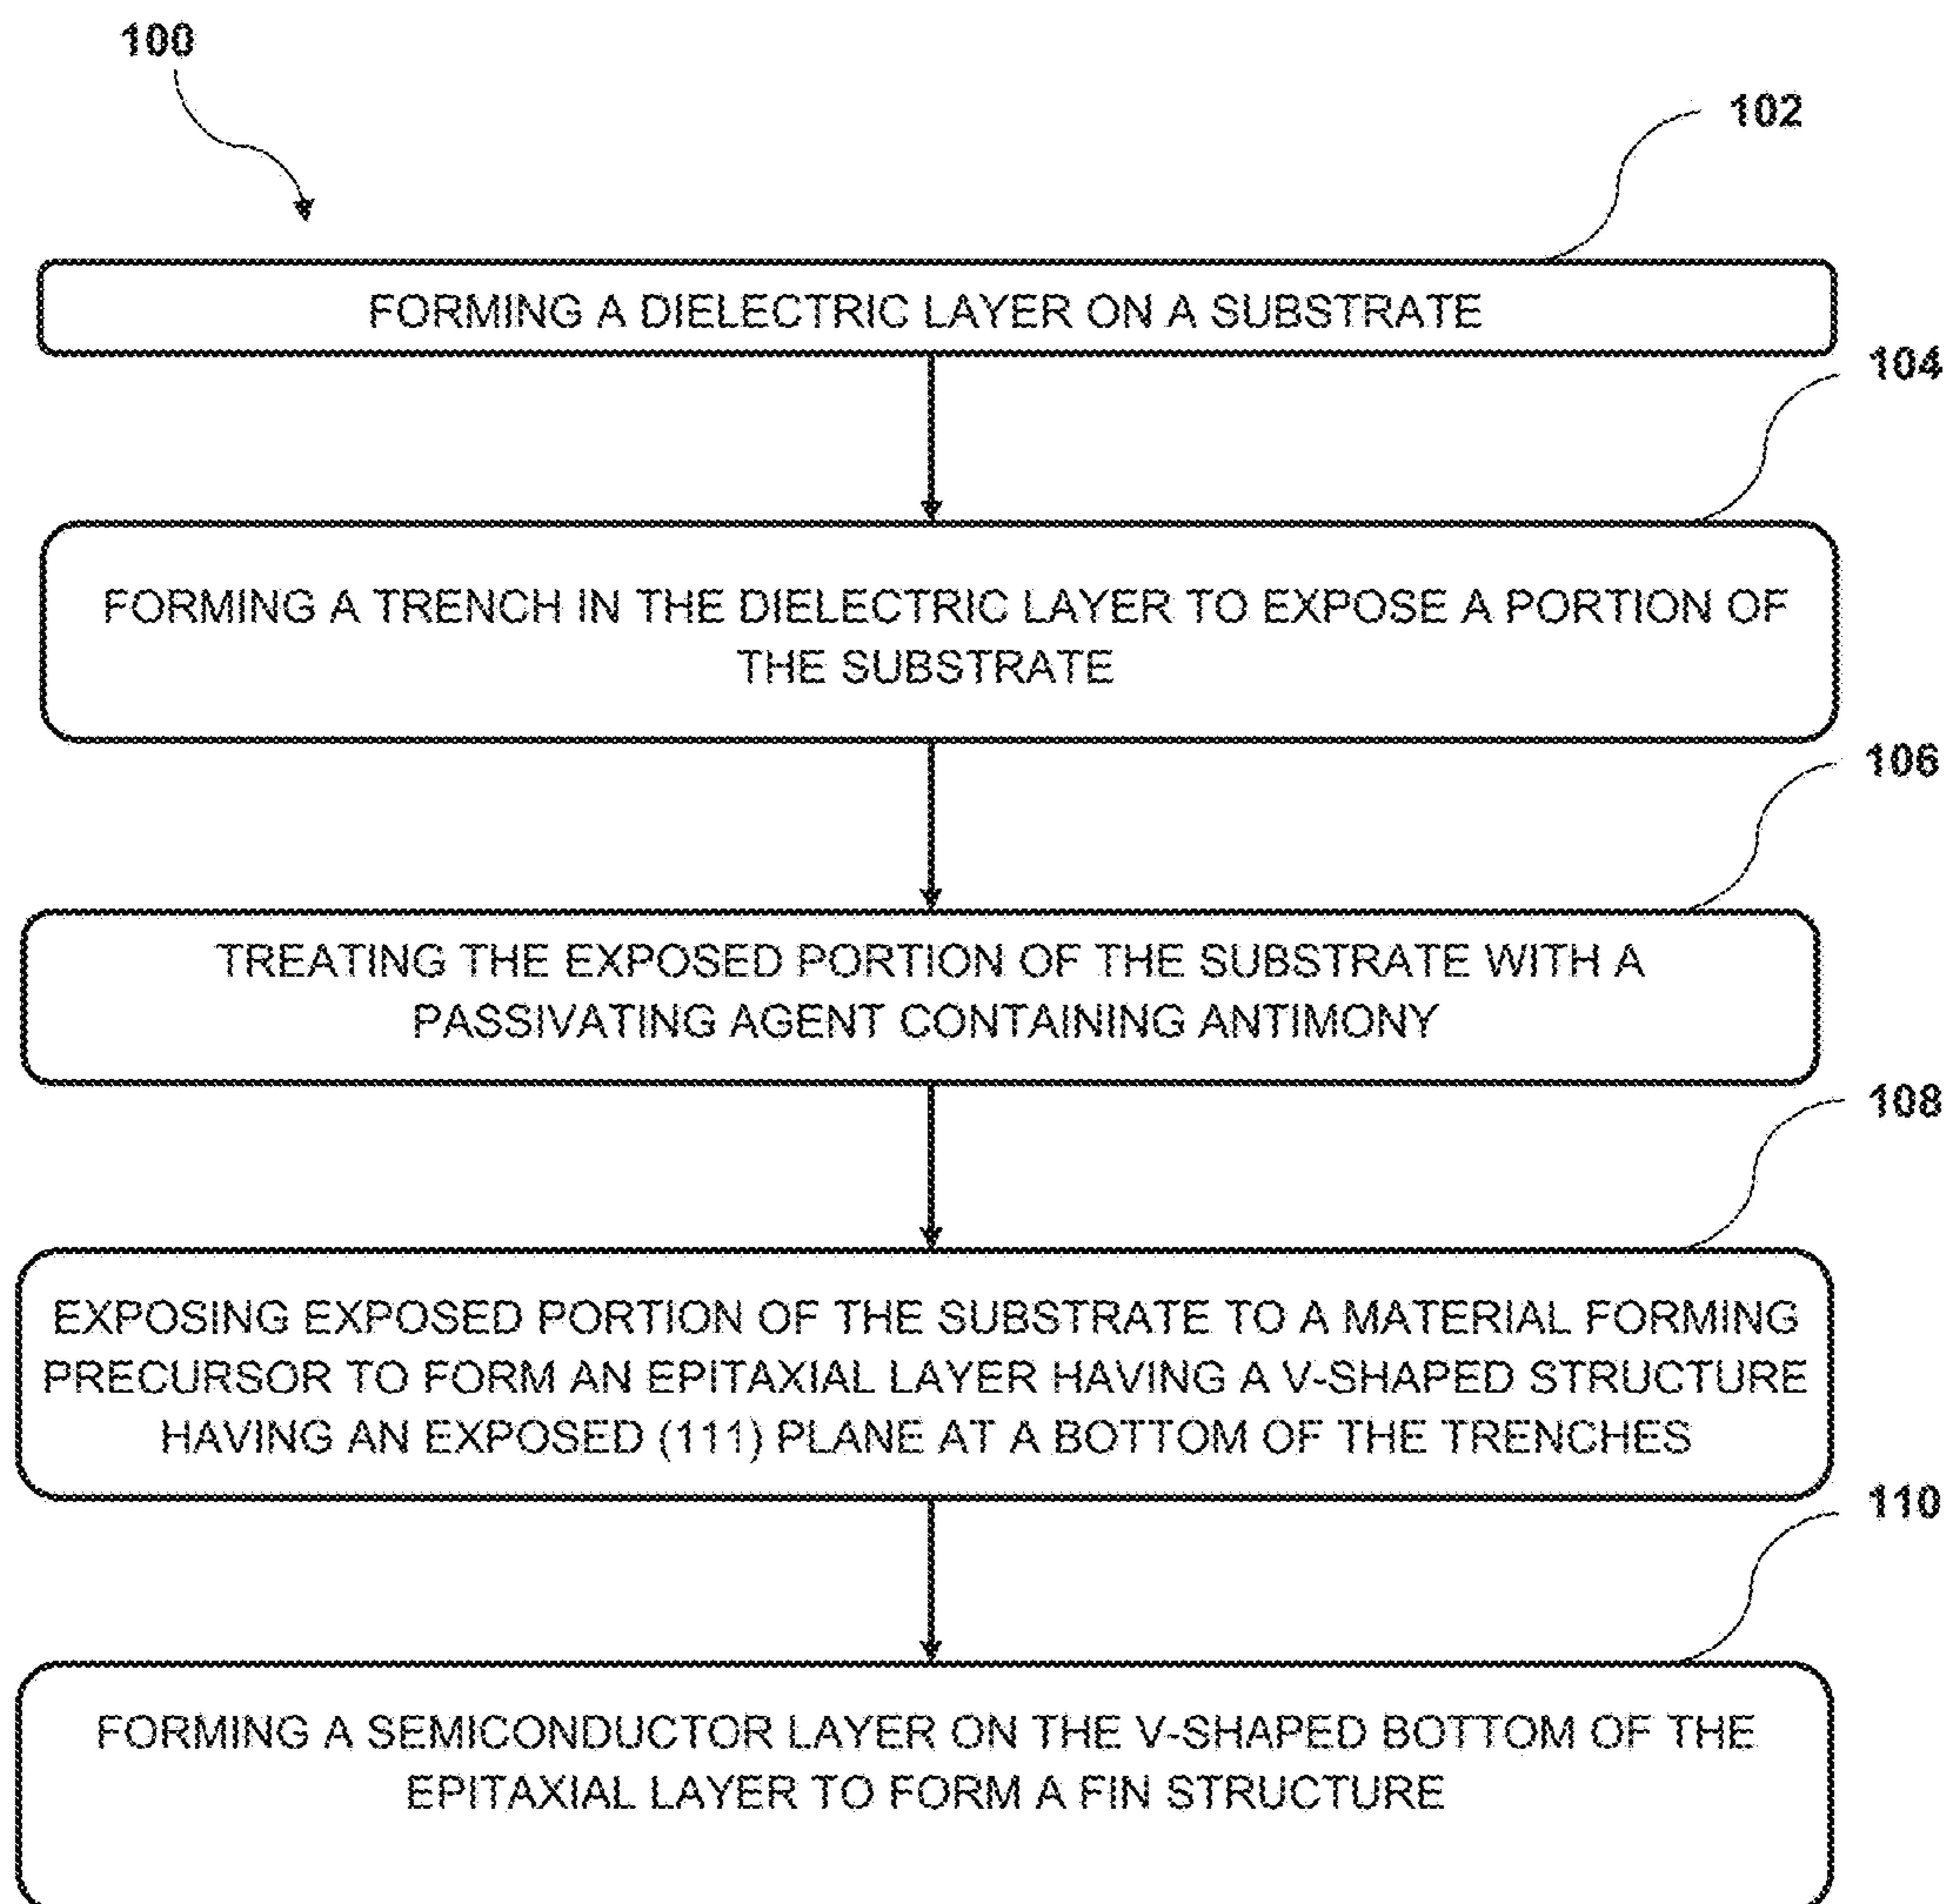 100
102
FORMING A DIELECTRIC LAYER ON A SUBSTRATE
104
FORMING A TRENCH IN THE DIELECTRIC LAYER TO EXPOSE A PORTION OF
THE SUBSTRATE
106
TREATING THE EXPOSED PORTION OF THE SUBSTRATE WITH A
PASSIVATING AGENT CONTAINING ANTIMONY
108
EXPOSING EXPOSED PORTION OF THE SUBSTRATE TO A MATERIAL FORMING
PRECURSOR TO FORM AN EPITAXIAL LAYER HAVING A V-SHAPED STRUCTURE
HAVING AN EXPOSED (111) PLANE AT A BOTTOM OF THE TRENCHES
110
FORMING A SEMICONDUCTOR LAYER ON THE V-SHAPED BOTTOM OF THE
EPITAXIAL LAYER TO FORM A FIN STRUCTURE